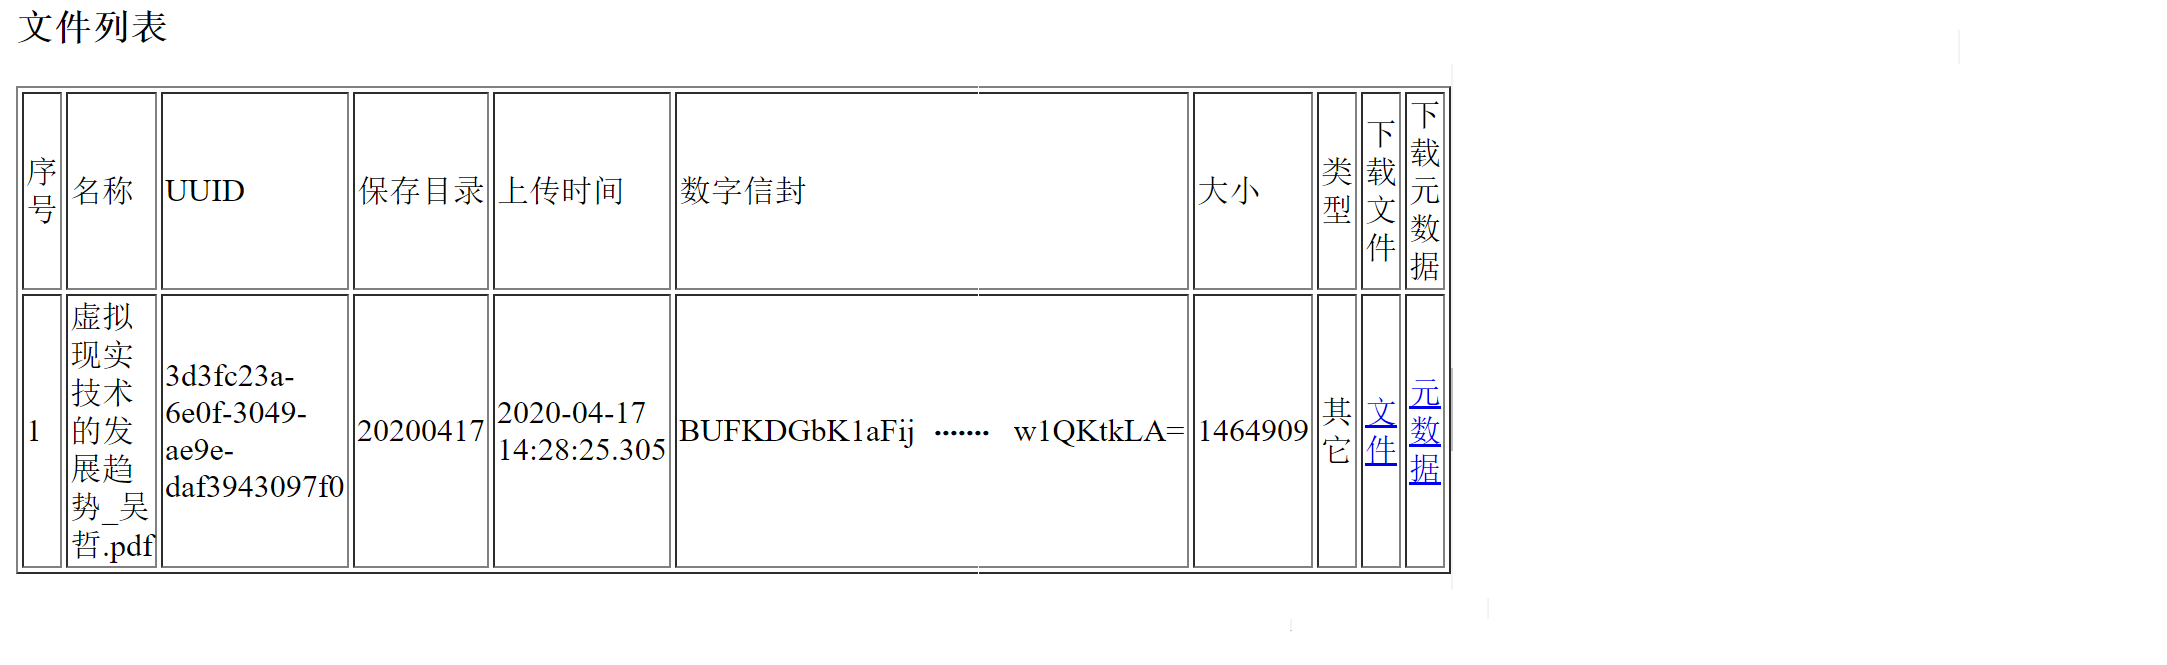 文件列表
序
号
名称
UUID
保存目录
上传时间
数字信封
大小
类
型
下
载
文
件
下
载
元
数
据
1
虚拟
现实
技术
的发
展趋
势_吴
哲.pdf
3d3fc23a-
6e0f-3049-
ae9e-
daf3943097f0
20200417
2020-04-17
14:28:25.305
BUFKDGbK1aFij ······· w1QKtkLA=
1464909
其
它
文
件
元
数
据